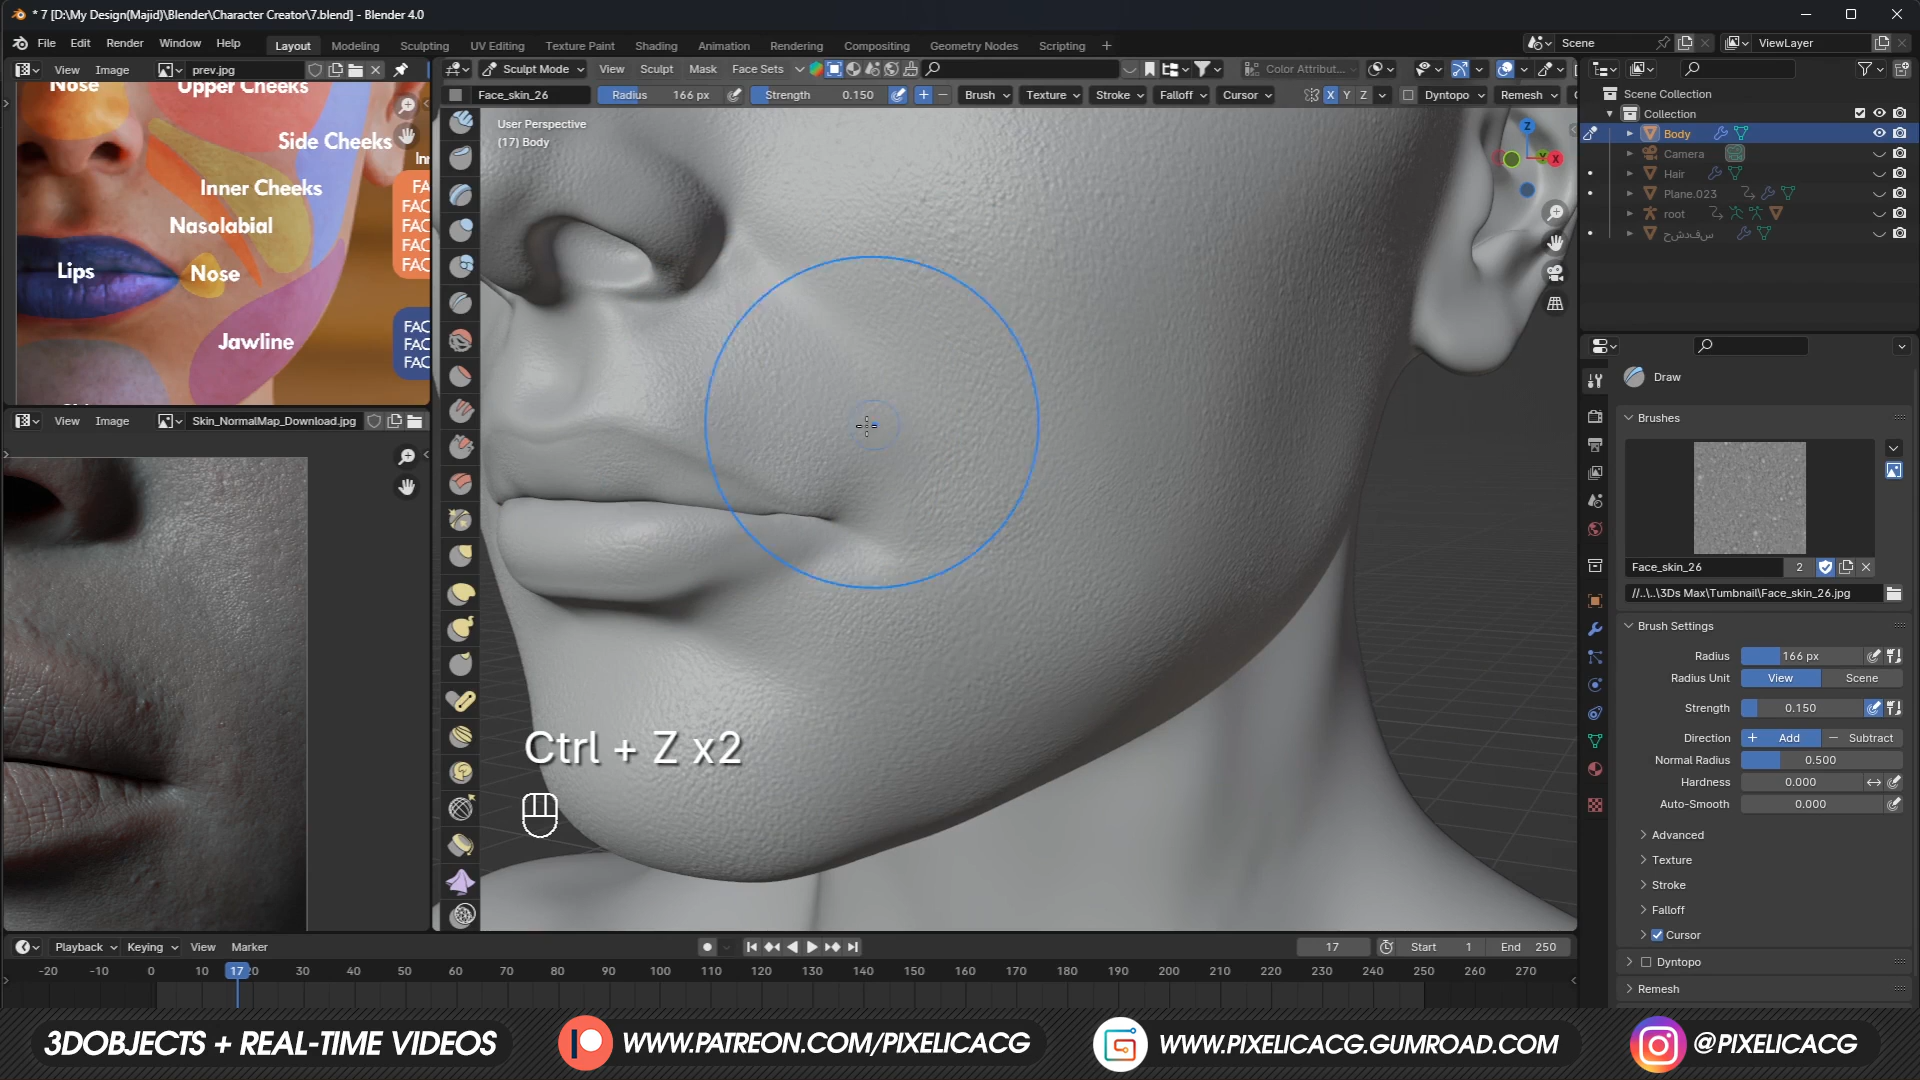 * 7 [D:\My Design(Majid)\Blender\Character Creator\7.blend] - Blender 4.0
File Edit Render Window Help Layout Modeling Sculpting UV Editing Texture Paint Shading Animation Rendering Compositing Geometry Nodes Scripting + Scene ViewLayer
View Image prev.jpg
Sculpt Mode View Sculpt Mask Face Sets Color Attribut...
Face_skin_26 Radius 166 px Strength 0.150 Brush Texture Stroke Falloff Cursor X Y Z Dyntopo Remesh
Nose Upper Cheeks
Side Cheeks
Inner Cheeks
Nasolabial
Lips Nose
Jawline
FAC
FAC
FAC
FAC
FAC
FAC
FAC
User Perspective
(17) Body
Z
X
Scene Collection
Collection
Body
Camera
Hair
Plane.023
root
سفدشح
View Image Skin_NormalMap_Download.jpg
Ctrl + Z x2
Draw
Brushes
Face_skin_26 2
//..\..\3Ds Max\Tumbnail\Face_skin_26.jpg
Brush Settings
Radius 166 px
Radius Unit View Scene
Strength 0.150
Direction + Add − Subtract
Normal Radius 0.500
Hardness 0.000
Auto-Smooth 0.000
Advanced
Texture
Stroke
Falloff
Cursor
Dyntopo
Remesh
Playback Keying View Marker 17 Start 1 End 250
-20 -10 0 10 17 20 30 40 50 60 70 80 90 100 110 120 130 140 150 160 170 180 190 200 210 220 230 240 250 260 270
3DOBJECTS + REAL-TIME VIDEOS WWW.PATREON.COM/PIXELICACG WWW.PIXELICACG.GUMROAD.COM @PIXELICACG